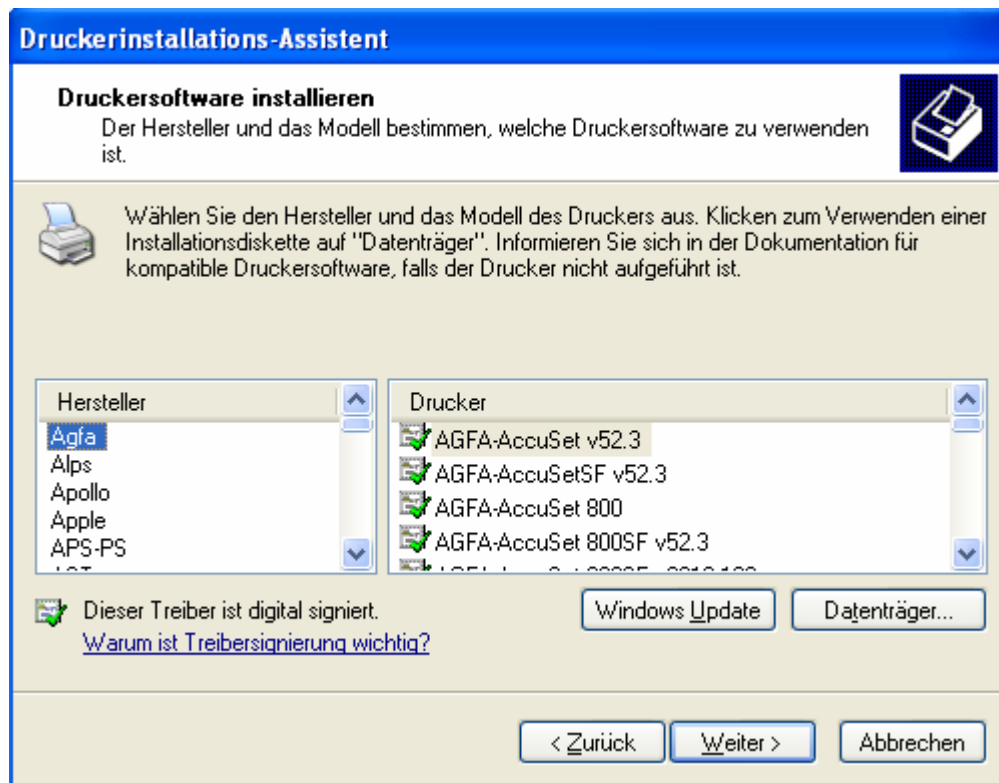 Druckerinstallations-Assistent
Druckersoftware installieren
Der Hersteller und das Modell bestimmen, welche Druckersoftware zu verwenden
ist.
Wählen Sie den Hersteller und das Modell des Druckers aus. Klicken zum Verwenden einer
Installationsdiskette auf "Datenträger". Informieren Sie sich in der Dokumentation für
kompatible Druckersoftware, falls der Drucker nicht aufgeführt ist.
Hersteller
Agfa
Alps
Apollo
Apple
APS-PS
Drucker
AGFA-AccuSet v52.3
AGFA-AccuSetSF v52.3
AGFA-AccuSet 800
AGFA-AccuSet 800SF v52.3
Dieser Treiber ist digital signiert.
Warum ist Treibersignierung wichtig?
Windows Update
Datenträger...
< Zurück
Weiter >
Abbrechen